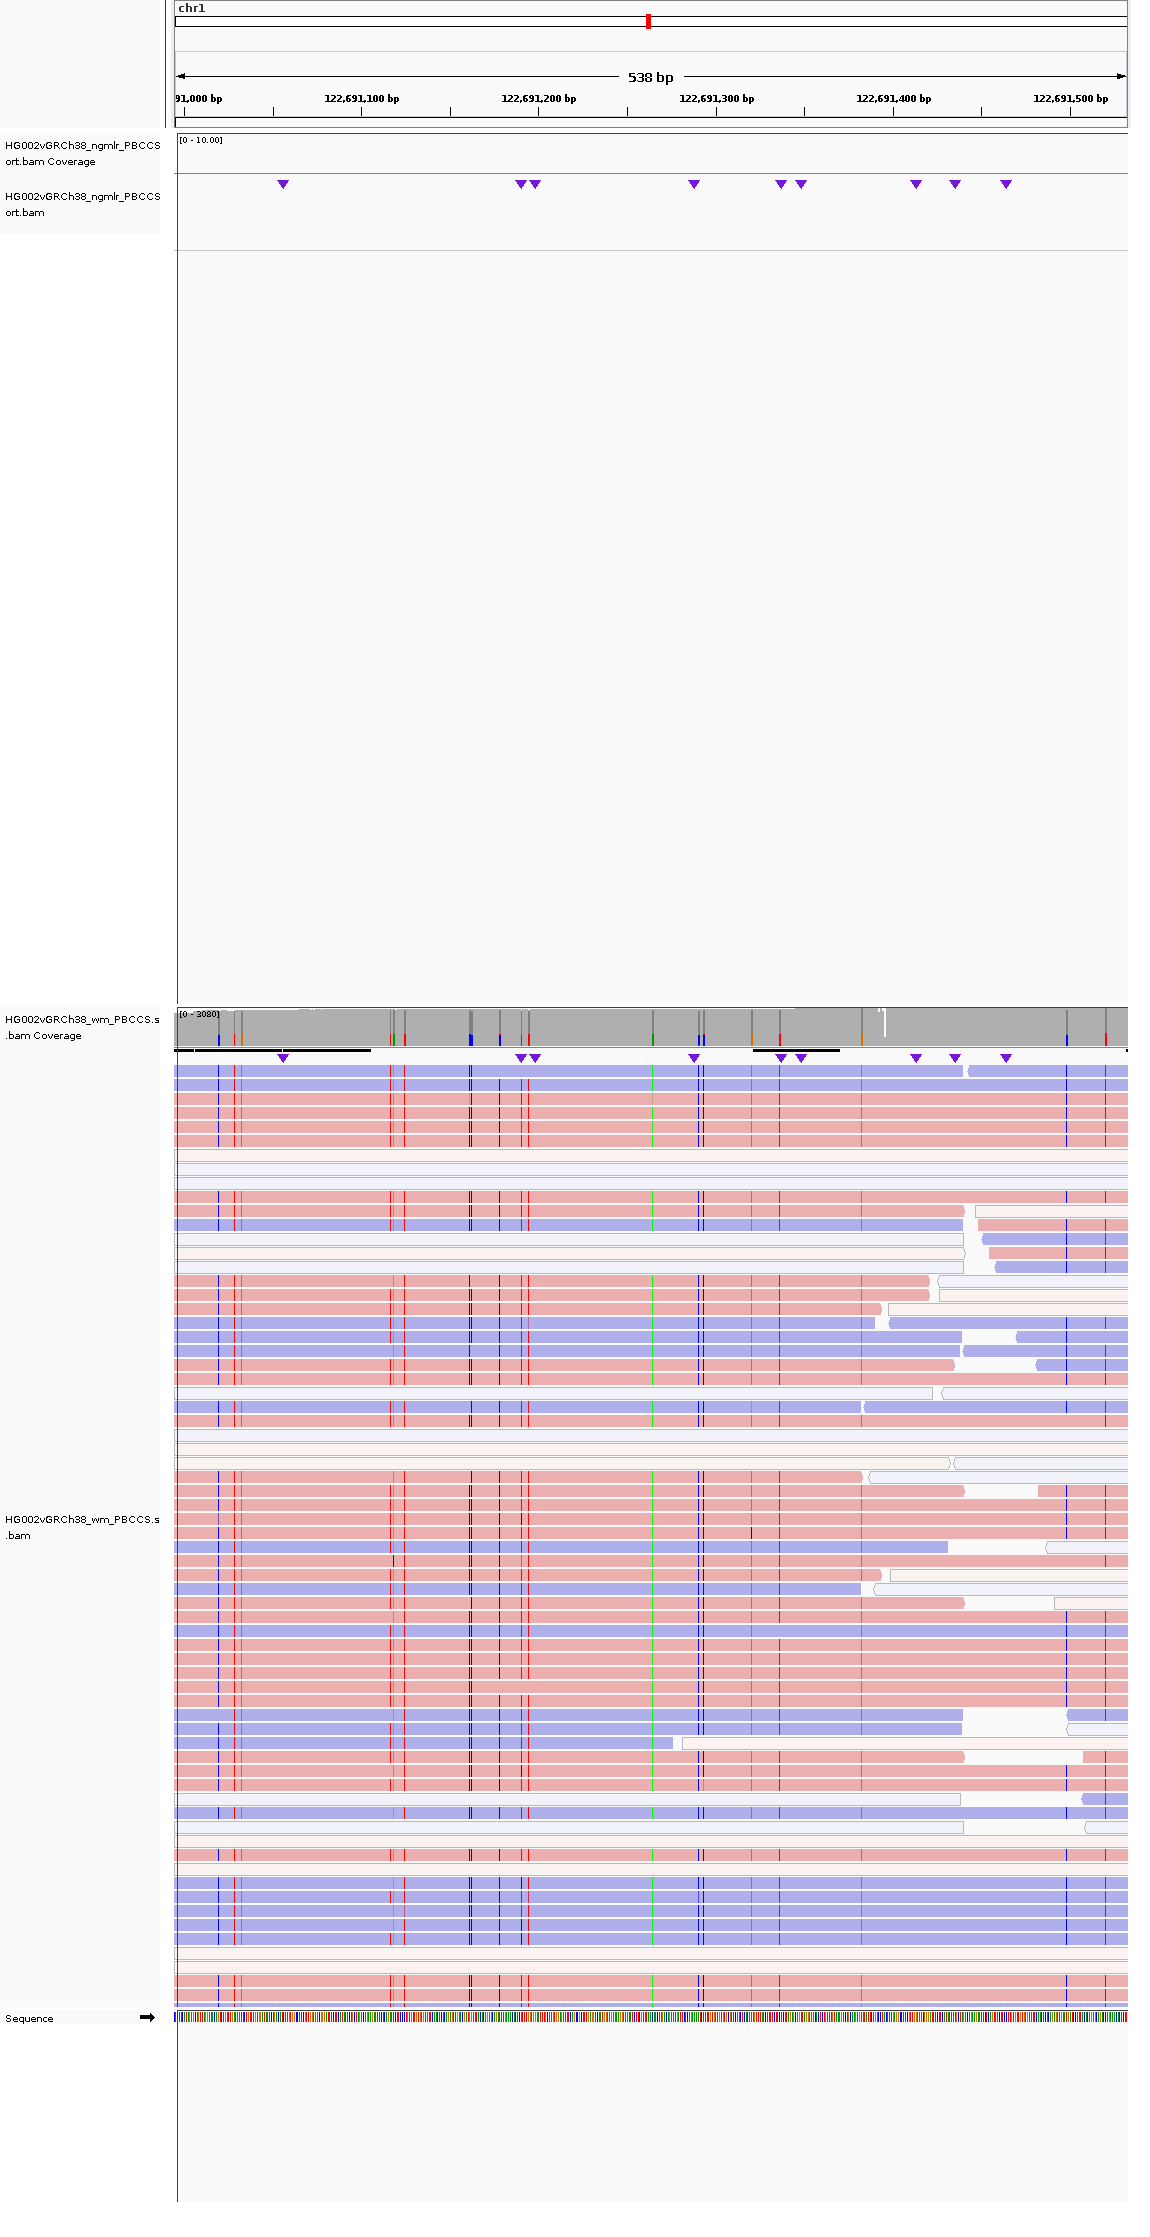 chr1
538 bp
91,000 bp 122,691,100 bp 122,691,200 bp 122,691,300 bp 122,691,400 bp 122,691,500 bp
[0 - 10.00]
HG002vGRCh38_ngmlr_PBCCS
ort.bam Coverage
HG002vGRCh38_ngmlr_PBCCS
ort.bam
[0 - 3080]
HG002vGRCh38_wm_PBCCS.s
.bam Coverage
HG002vGRCh38_wm_PBCCS.s
.bam
Sequence